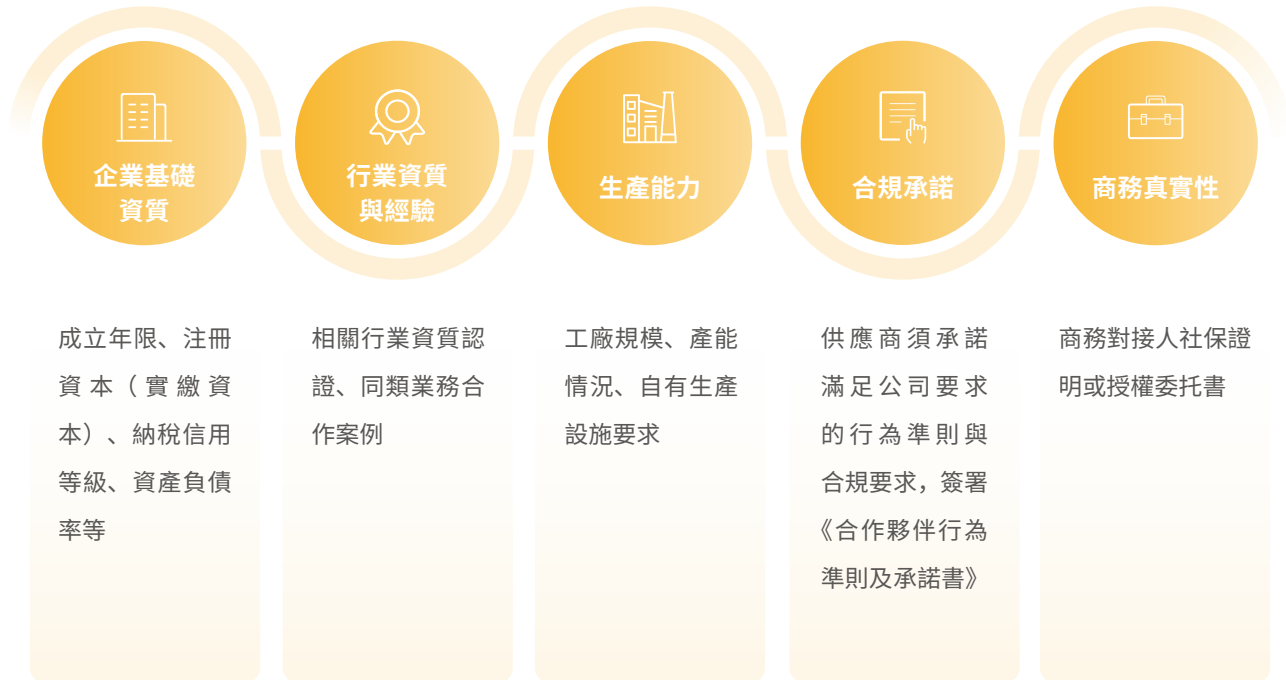 企業基礎
資質
行業資質
與經驗
生產能力
合規承諾
商務真實性
成立年限、注冊
資本（實繳資
本）、納稅信用
等級、資產負債
率等
相關行業資質認
證、同類業務合
作案例
工廠規模、產能
情況、自有生產
設施要求
供應商須承諾
滿足公司要求
的行為準則與
合規要求，簽署
《合作夥伴行為
準則及承諾書》
商務對接人社保證
明或授權委托書